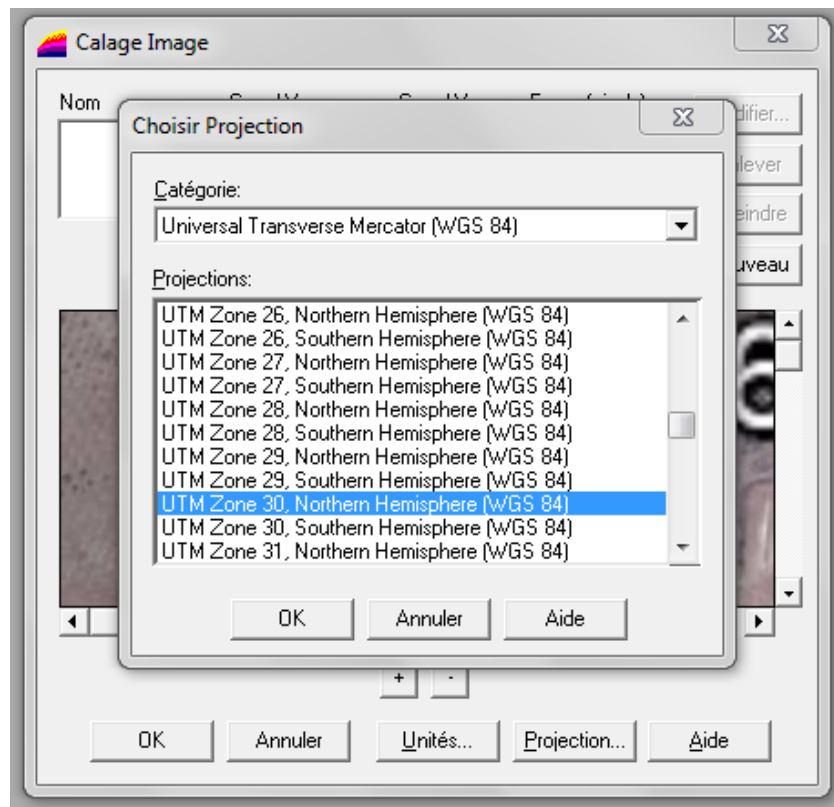 Calage Image
Nom
Choisir Projection
Catégorie:
Universal Transverse Mercator (WGS 84)
Projections:
UTM Zone 26, Northern Hemisphere (WGS 84)
UTM Zone 26, Southern Hemisphere (WGS 84)
UTM Zone 27, Northern Hemisphere (WGS 84)
UTM Zone 27, Southern Hemisphere (WGS 84)
UTM Zone 28, Northern Hemisphere (WGS 84)
UTM Zone 28, Southern Hemisphere (WGS 84)
UTM Zone 29, Northern Hemisphere (WGS 84)
UTM Zone 29, Southern Hemisphere (WGS 84)
UTM Zone 30, Northern Hemisphere (WGS 84)
UTM Zone 30, Southern Hemisphere (WGS 84)
UTM Zone 31, Northern Hemisphere (WGS 84)
OK Annuler Aide
+ -
OK Annuler Unités... Projection... Aide